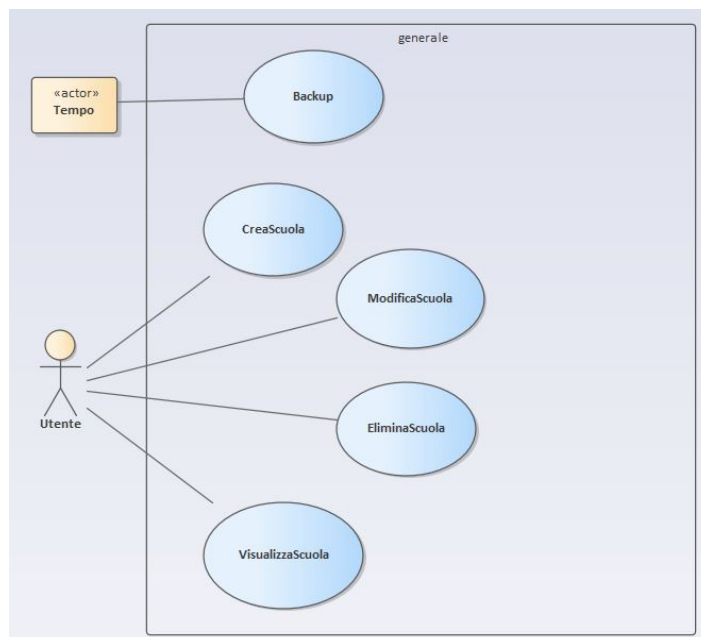 generale
«actor»
Tempo
Backup
CreaScuola
ModificaScuola
EliminaScuola
Utente
VisualizzaScuola